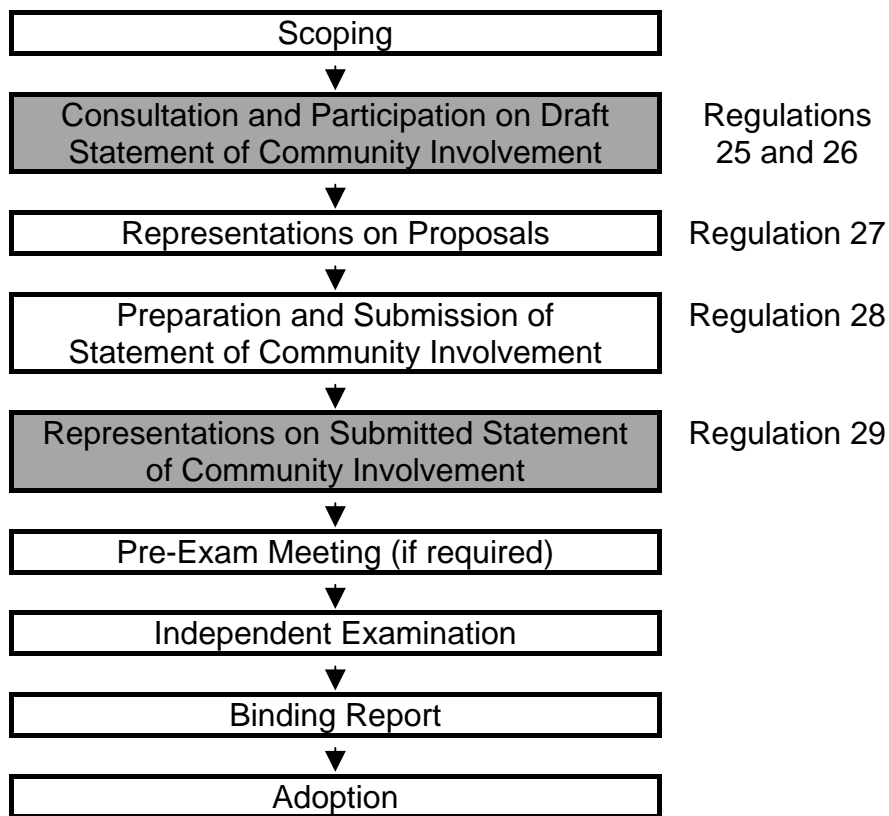 Scoping
Consultation and Participation on Draft
Statement of Community Involvement
Regulations
25 and 26
Representations on Proposals
Regulation 27
Preparation and Submission of
Statement of Community Involvement
Regulation 28
Representations on Submitted Statement
of Community Involvement
Regulation 29
Pre-Exam Meeting (if required)
Independent Examination
Binding Report
Adoption